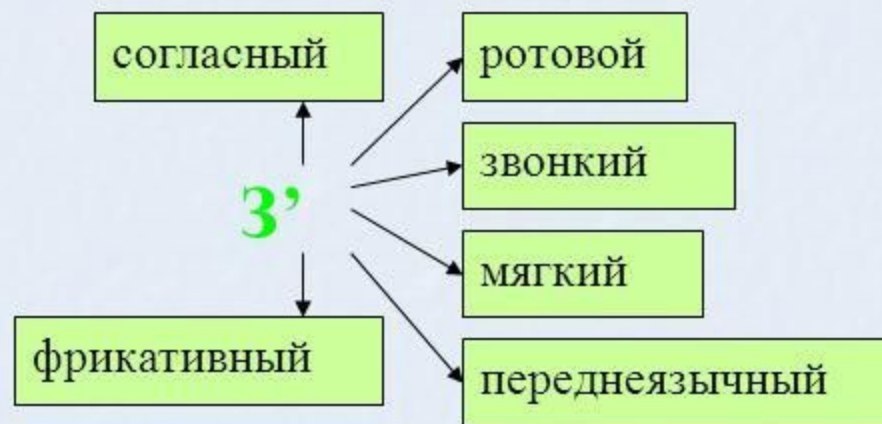 согласный
ротовой
звонкий
З’
мягкий
фрикативный
переднеязычный